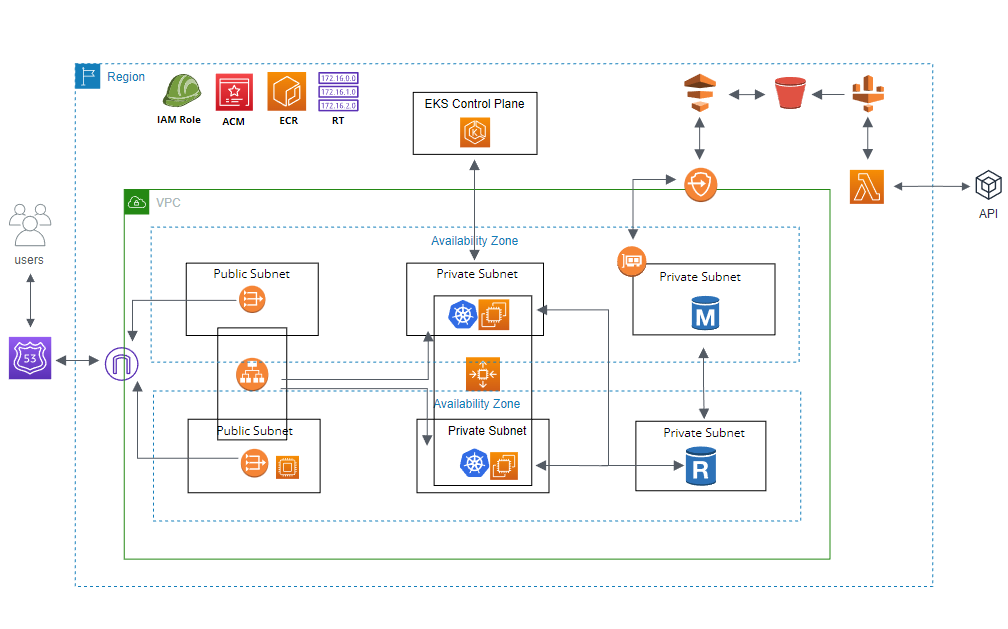 Region
IAM Role
ACM
ECR
172.16.0.0
172.16.1.0
172.16.2.0
RT
EKS Control Plane
K
API
VPC
users
53
Availability Zone
Public Subnet
Private Subnet
Private Subnet
M
Availability Zone
Public Subnet
Private Subnet
Private Subnet
R